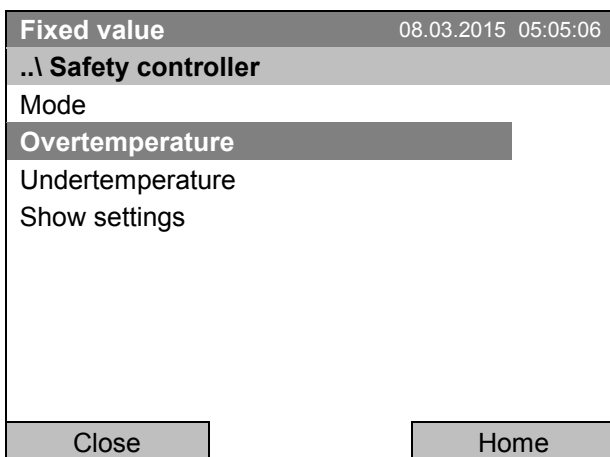 Fixed value 08.03.2015 05:05:06
..\ Safety controller
Mode
Overtemperature
Undertemperature
Show settings
Close Home